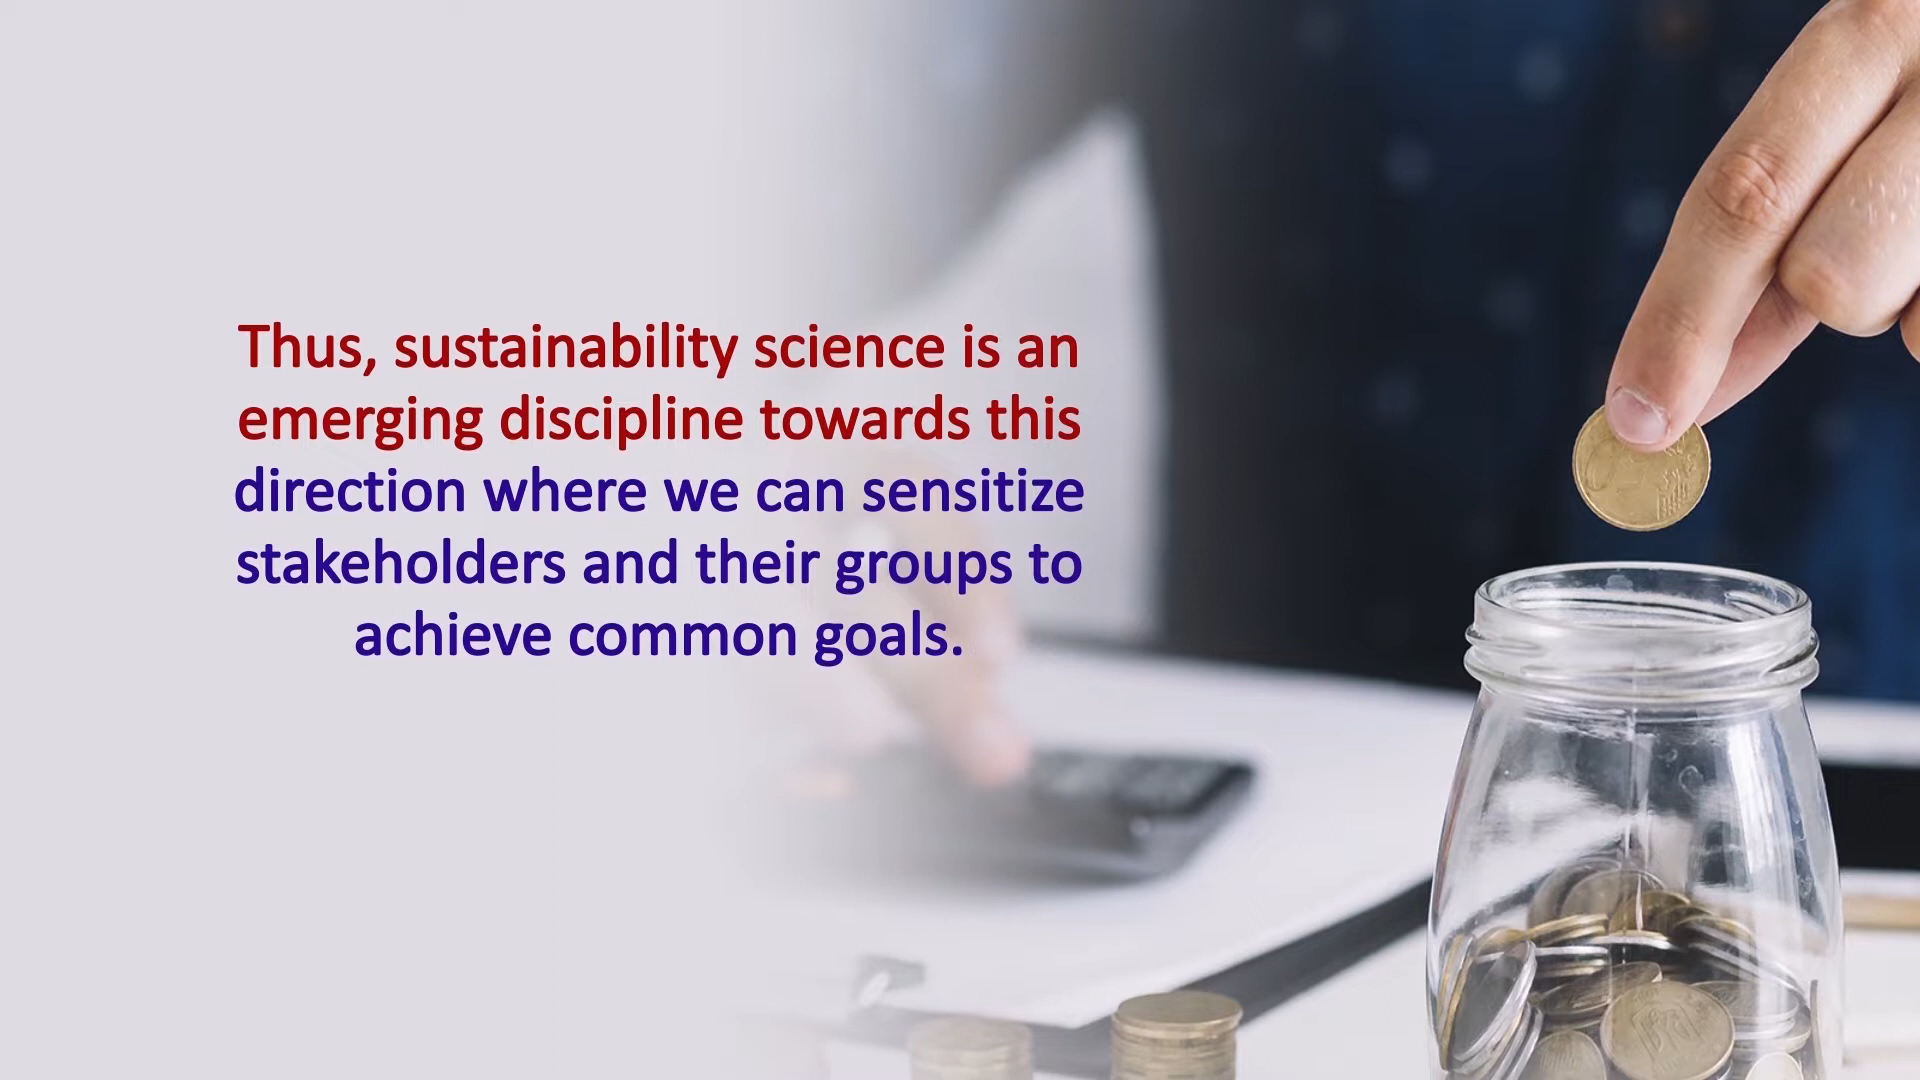 Thus, sustainability science is an
emerging discipline towards this
direction where we can sensitize
stakeholders and their groups to
achieve common goals.